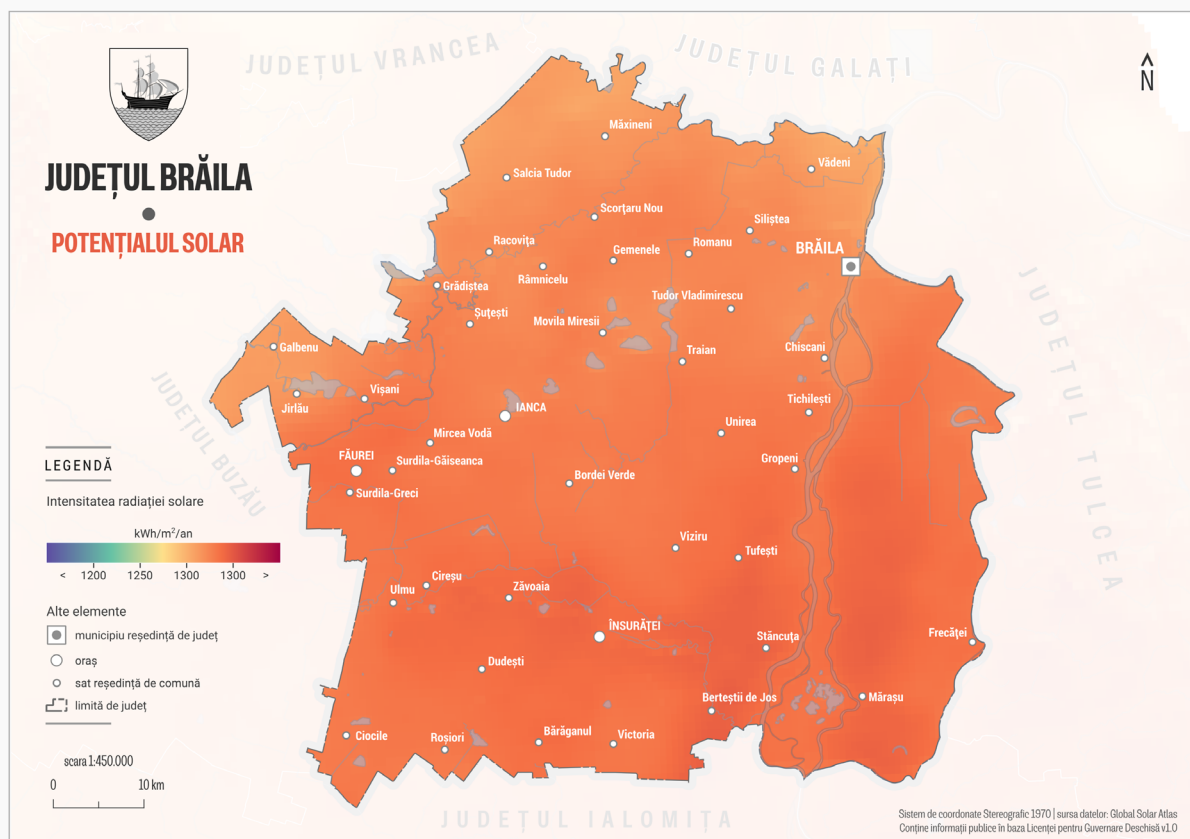 JUDEȚUL VRANCEA
JUDEȚUL GALAȚI
N
JUDEȚUL BRĂILA
POTENȚIALUL SOLAR
Măxineni
Vădeni
Salcia Tudor
Scorțaru Nou
Siliștea
Racovița
Gemenele
Romanu
BRĂILA
Râmnicelu
Grădiștea
Tudor Vladimirescu
Șuțești
Movila Miresii
Galbenu
Traian
Chiscani
JUDEȚUL TULCEA
JUDEȚUL BUZĂU
Vișani
Jirlău
IANCA
Tichilești
Unirea
Mircea Vodă
FĂUREI
Surdila-Găiseanca
Gropeni
Bordei Verde
Surdila-Greci
Viziru
Tufești
Cireșu
Ulmu
Zăvoaia
ÎNSURĂȚEI
Stăncuța
Frecăței
Dudești
Berteștii de Jos
Mărașu
Ciocile
Roșiori
Bărăganul
Victoria
LEGENDĂ
Intensitatea radiației solare
kWh/m²/an
< 1200 1250 1300 1300 >
Alte elemente
municipiu reședință de județ
oraș
sat reședință de comună
limită de județ
scara 1:450.000
0 10 km
JUDEȚUL IALOMIȚA
Sistem de coordonate Stereografic 1970 | sursa datelor: Global Solar Atlas
Conține informații publice în baza Licenței pentru Guvernare Deschisă v1.0